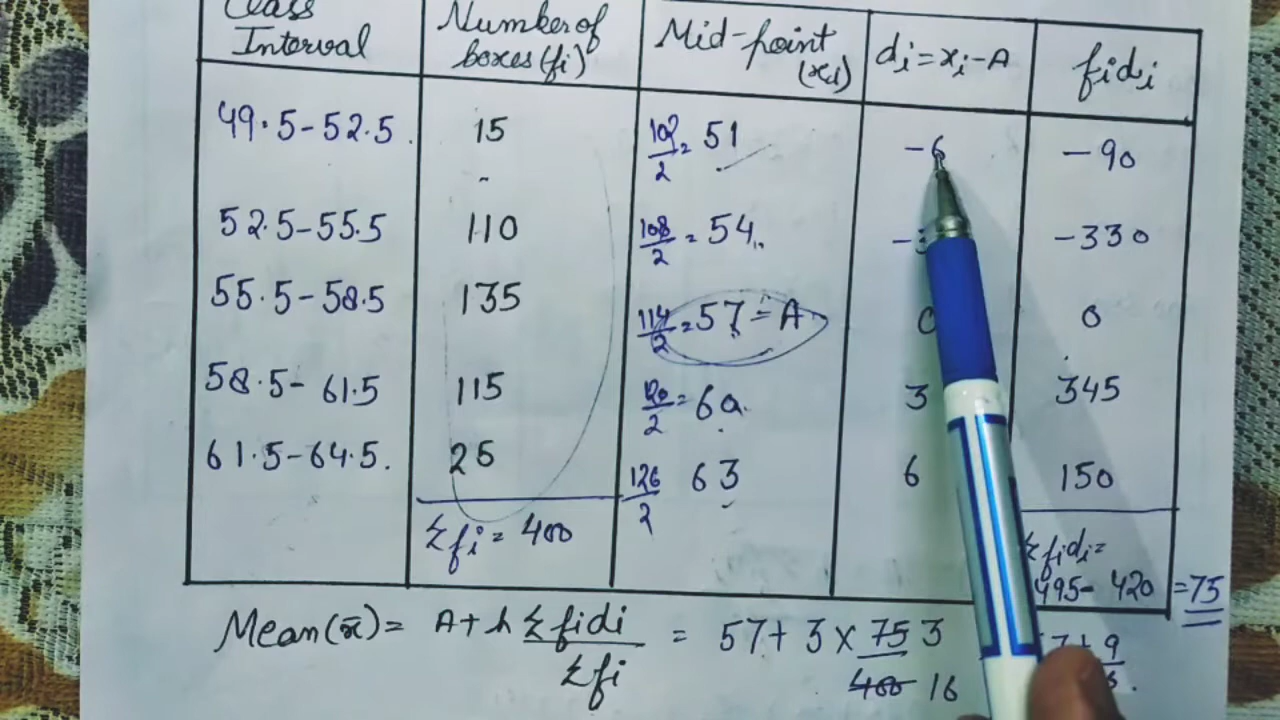 Class Interval Number of boxes (fi) Mid-point (xi) di = xi - A fidi
49.5-52.5 15 102/2 = 51 -6 -90
52.5-55.5 110 108/2 = 54 -330
55.5-58.5 135 114/2 = 57 = A 0
58.5-61.5 115 120/2 = 60 3 345
61.5-64.5 25 126/2 63 6 150
Σfi = 400 Σfidi =
495- 420 = 75
Mean(x̄) = A + h Σfidi/Σfi = 57 + 3 × 75/400 3/16